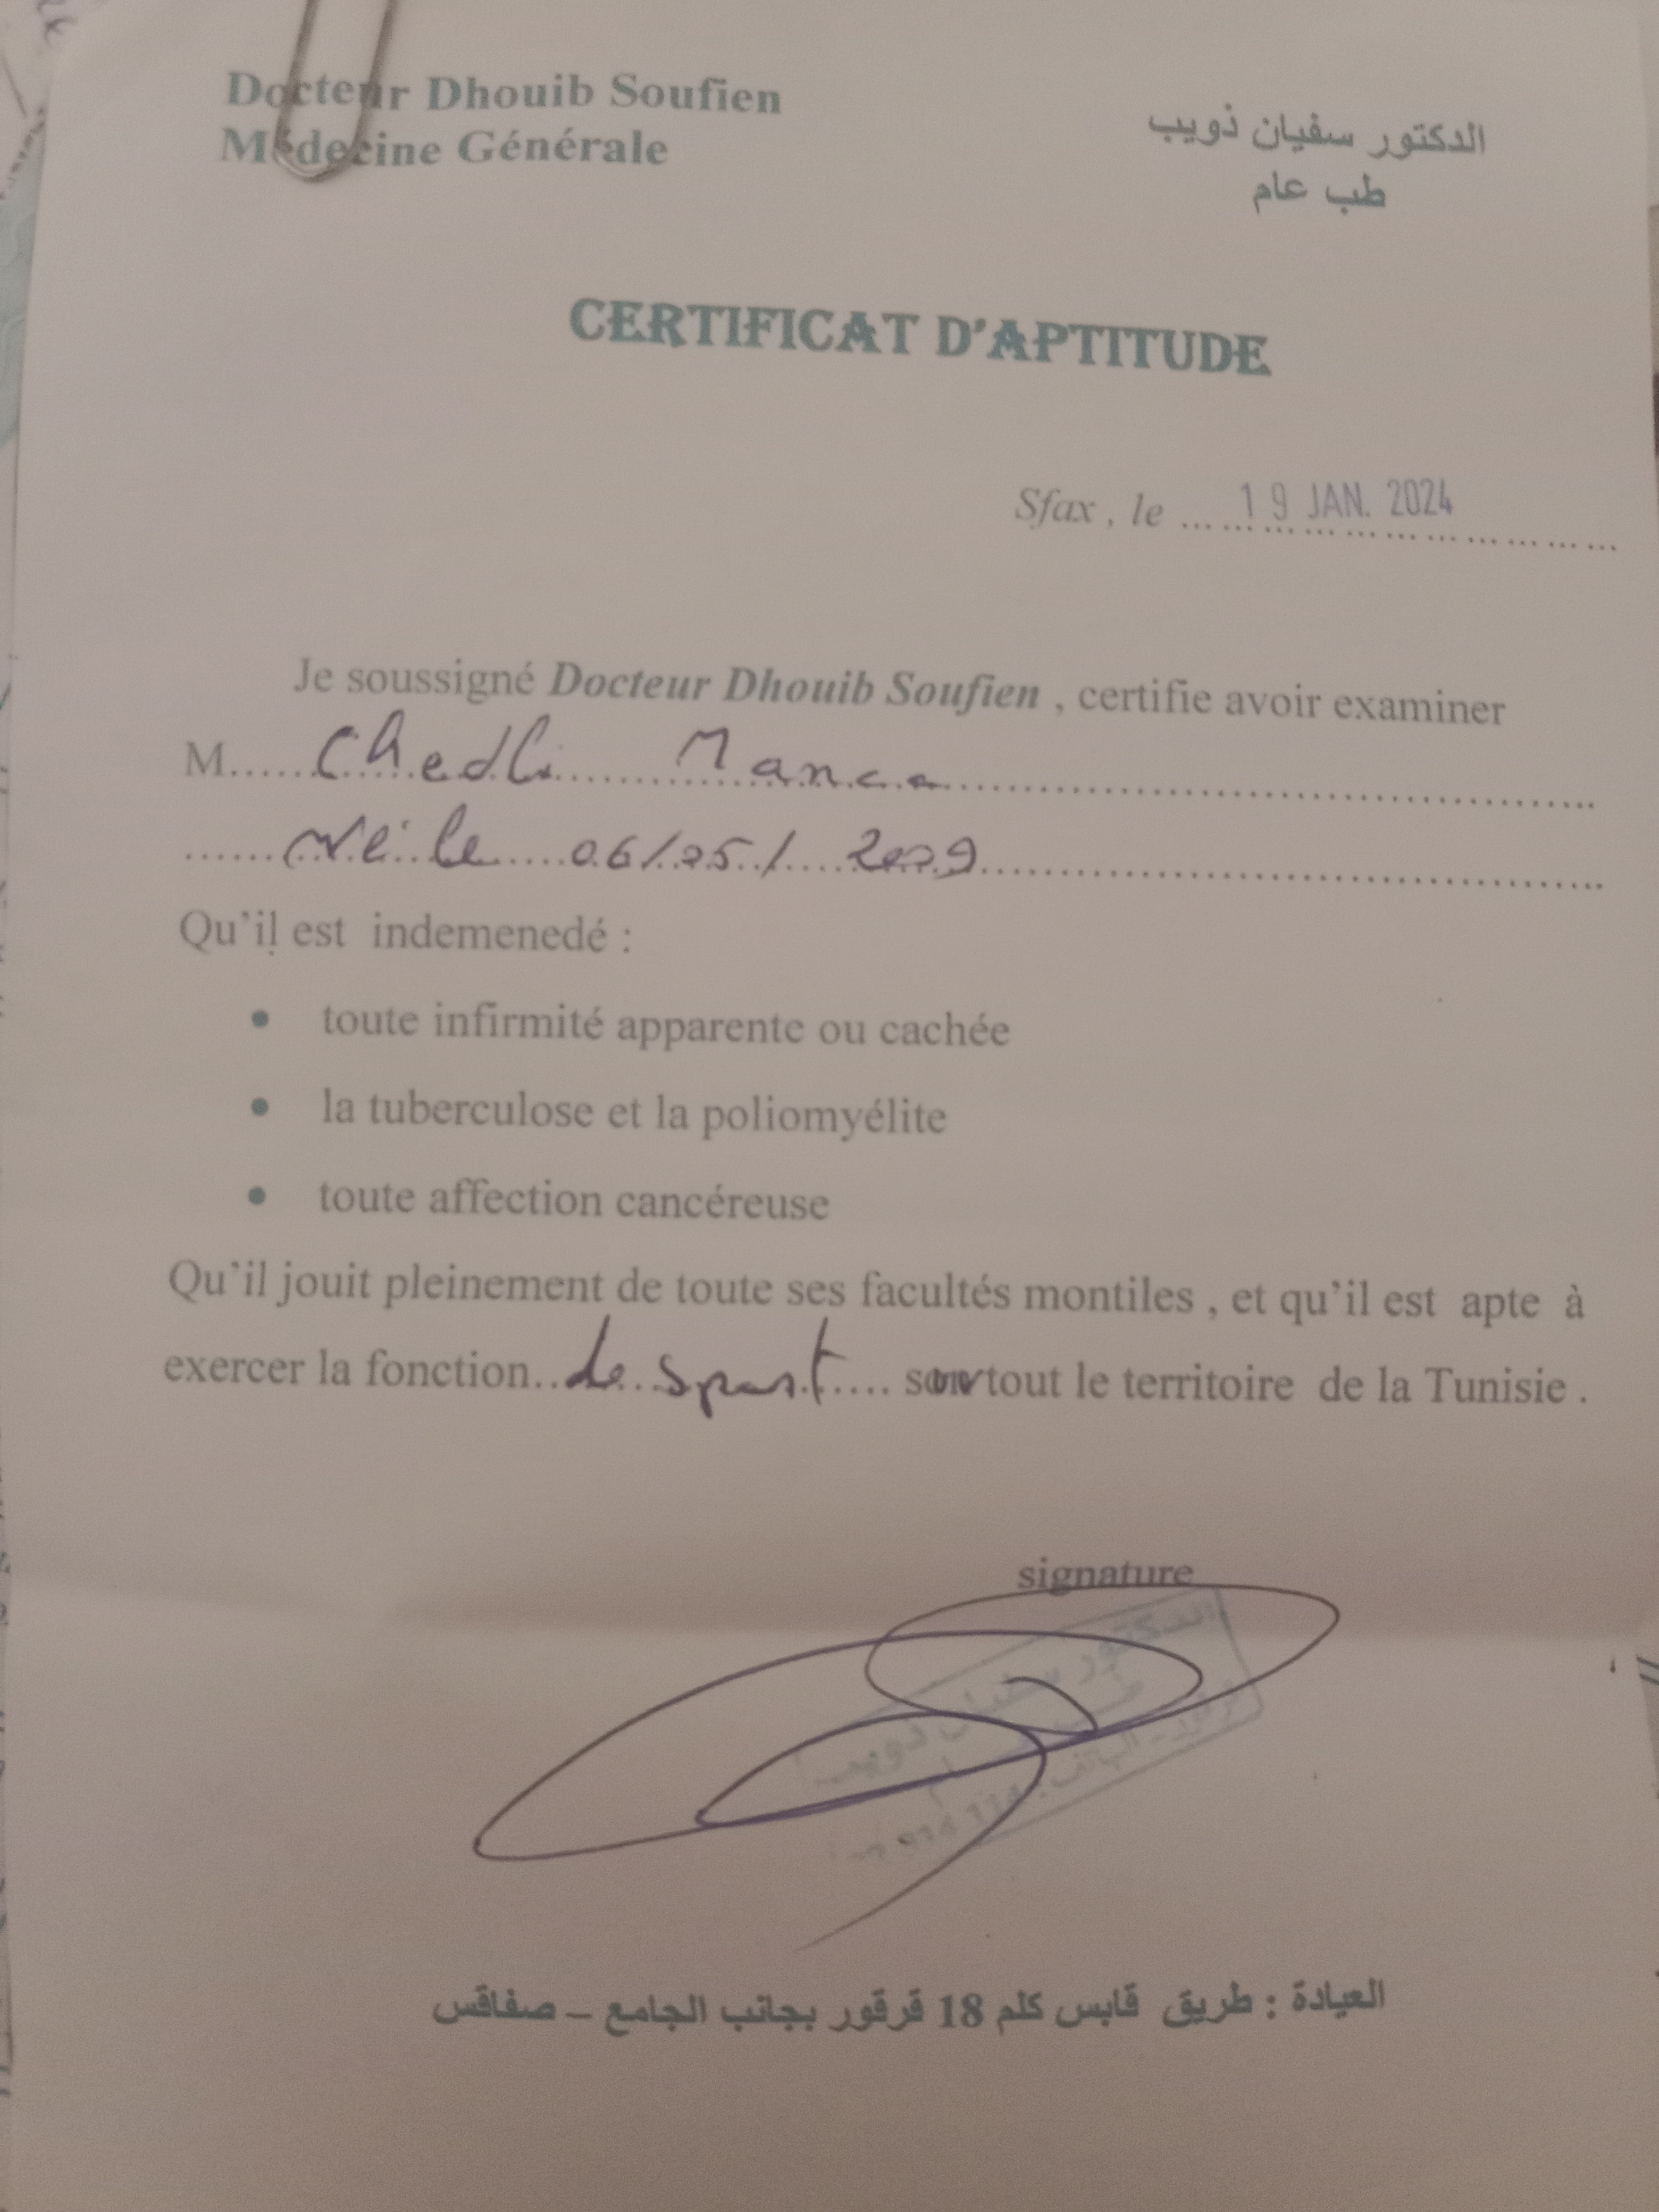 Docteur Dhouib Soufien
Médecine Générale
الدكتور سفيان ذويب
طب عام
CERTIFICAT D'APTITUDE
Sfax , le ........ 19 JAN. 2024
Je soussigné Docteur Dhouib Soufien , certifie avoir examiner
M...... Chedli
Né le 06/05/ 2009
Qu'il est indemenedé :
• toute infirmité apparente ou cachée
• la tuberculose et la poliomyélite
• toute affection cancéreuse
Qu'il jouit pleinement de toute ses facultés montiles , et qu'il est apte à
exercer la fonction de sport tout le territoire de la Tunisie .
signature
الدكتور سفيان ذويب
العيادة : طريق قابس كلم 18 قرقور بجانب الجامع – صفاقس